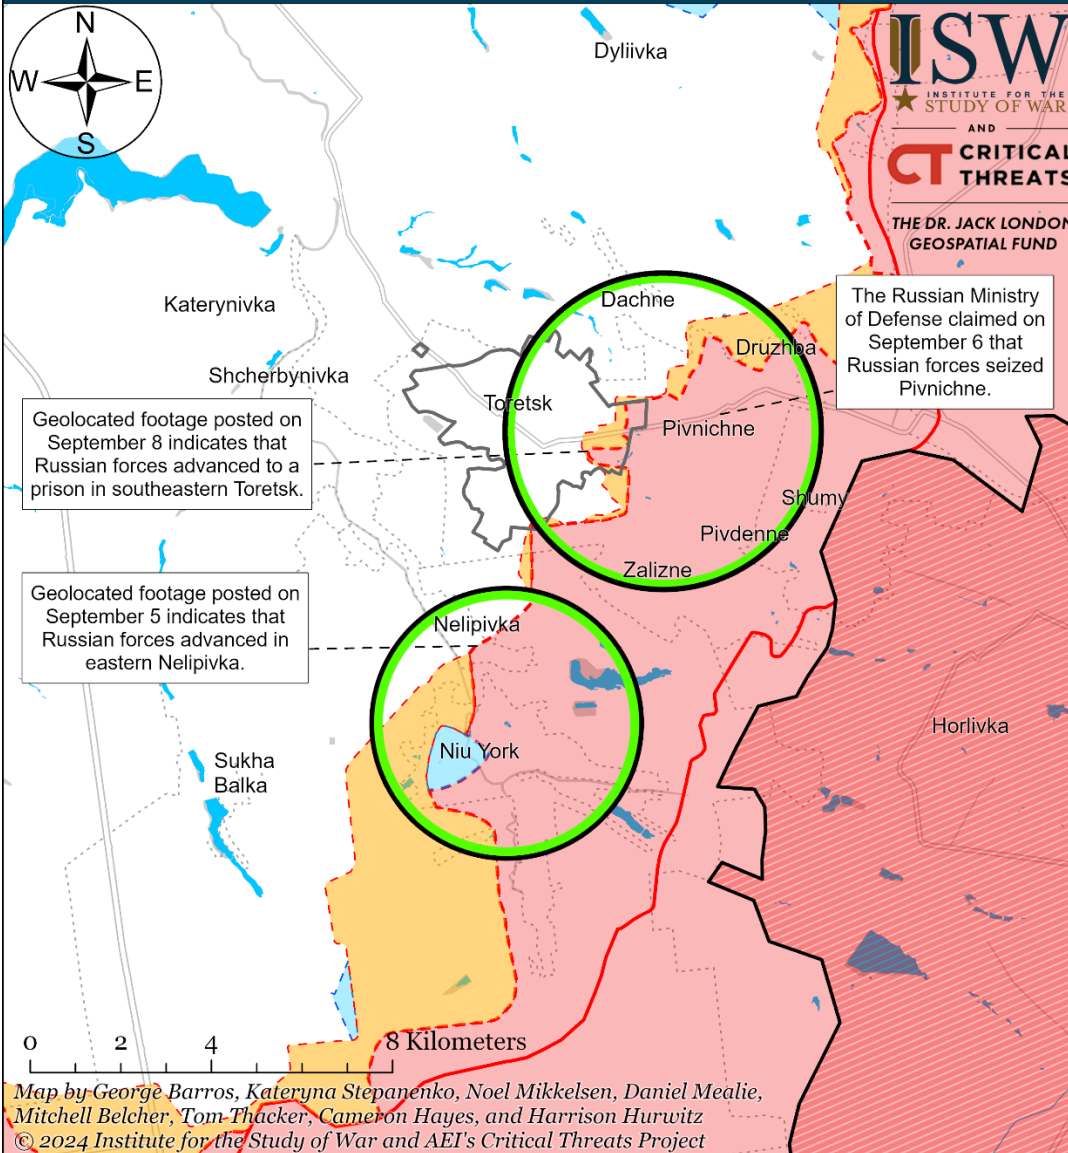 N
W
E
S
Dyliivka
ISW
INSTITUTE FOR THE
STUDY OF WAR
AND
CT CRITICAL
THREATS
THE DR. JACK LONDON
GEOSPATIAL FUND
Katerynivka
Dachne
The Russian Ministry
of Defense claimed on
September 6 that
Russian forces seized
Pivnichne.
Druzhba
Shcherbynivka
Toretsk
Pivnichne
Geolocated footage posted on
September 8 indicates that
Russian forces advanced to a
prison in southeastern Toretsk.
Shumy
Pivdenne
Zalizne
Geolocated footage posted on
September 5 indicates that
Russian forces advanced in
eastern Nelipivka.
Nelipivka
Horlivka
Niu York
Sukha
Balka
0 2 4 8 Kilometers
Map by George Barros, Kateryna Stepanenko, Noel Mikkelsen, Daniel Mealie,
Mitchell Belcher, Tom Thacker, Cameron Hayes, and Harrison Hurwitz
© 2024 Institute for the Study of War and AEI's Critical Threats Project